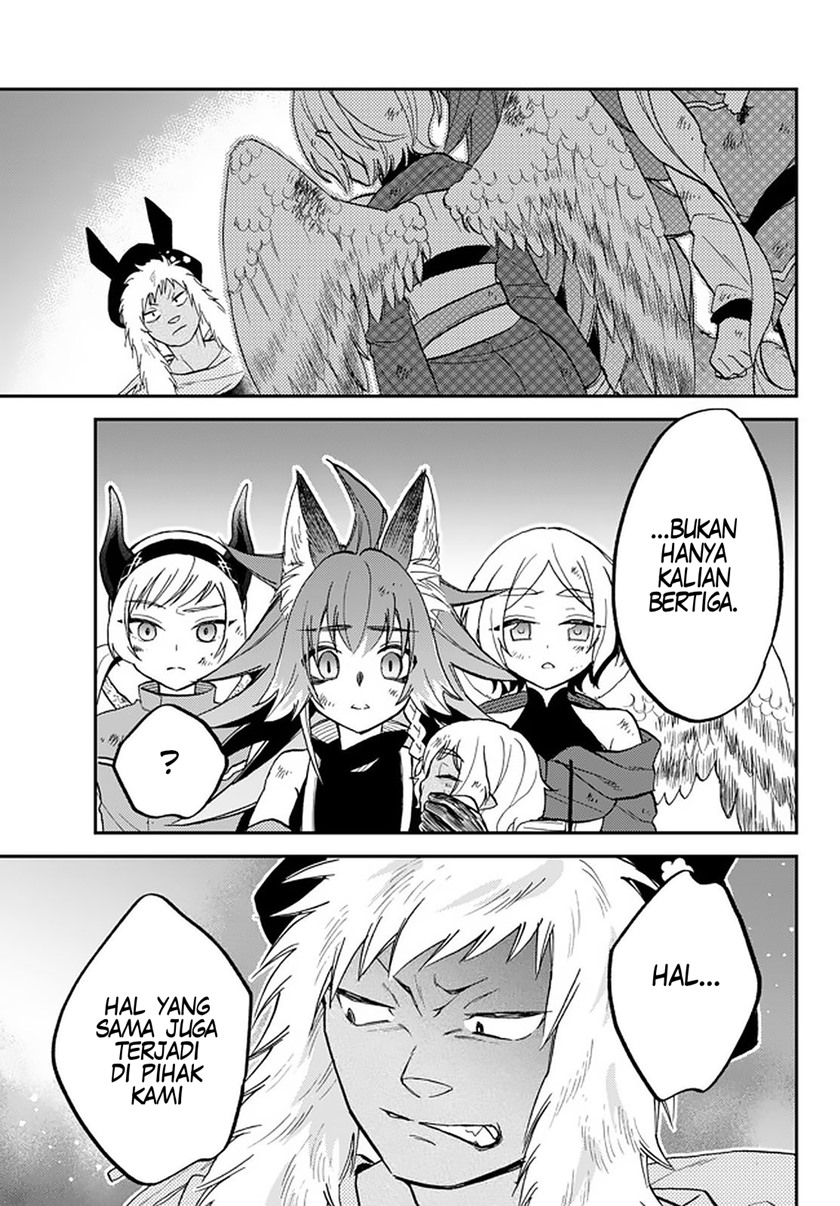 ...BUKAN
HANYA
KALIAN
BERTIGA.
?
HAL...
HAL YANG
SAMA JUGA
TERJADI
DI PIHAK
KAMI